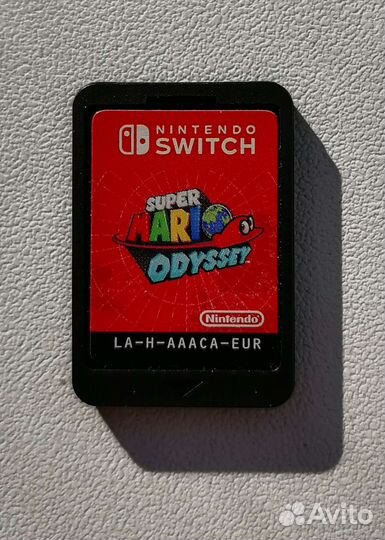 NINTENDO
SWITCH
SUPER
MARIO
ODYSSEY
Nintendo
LA-H-AAACA-EUR
Avito